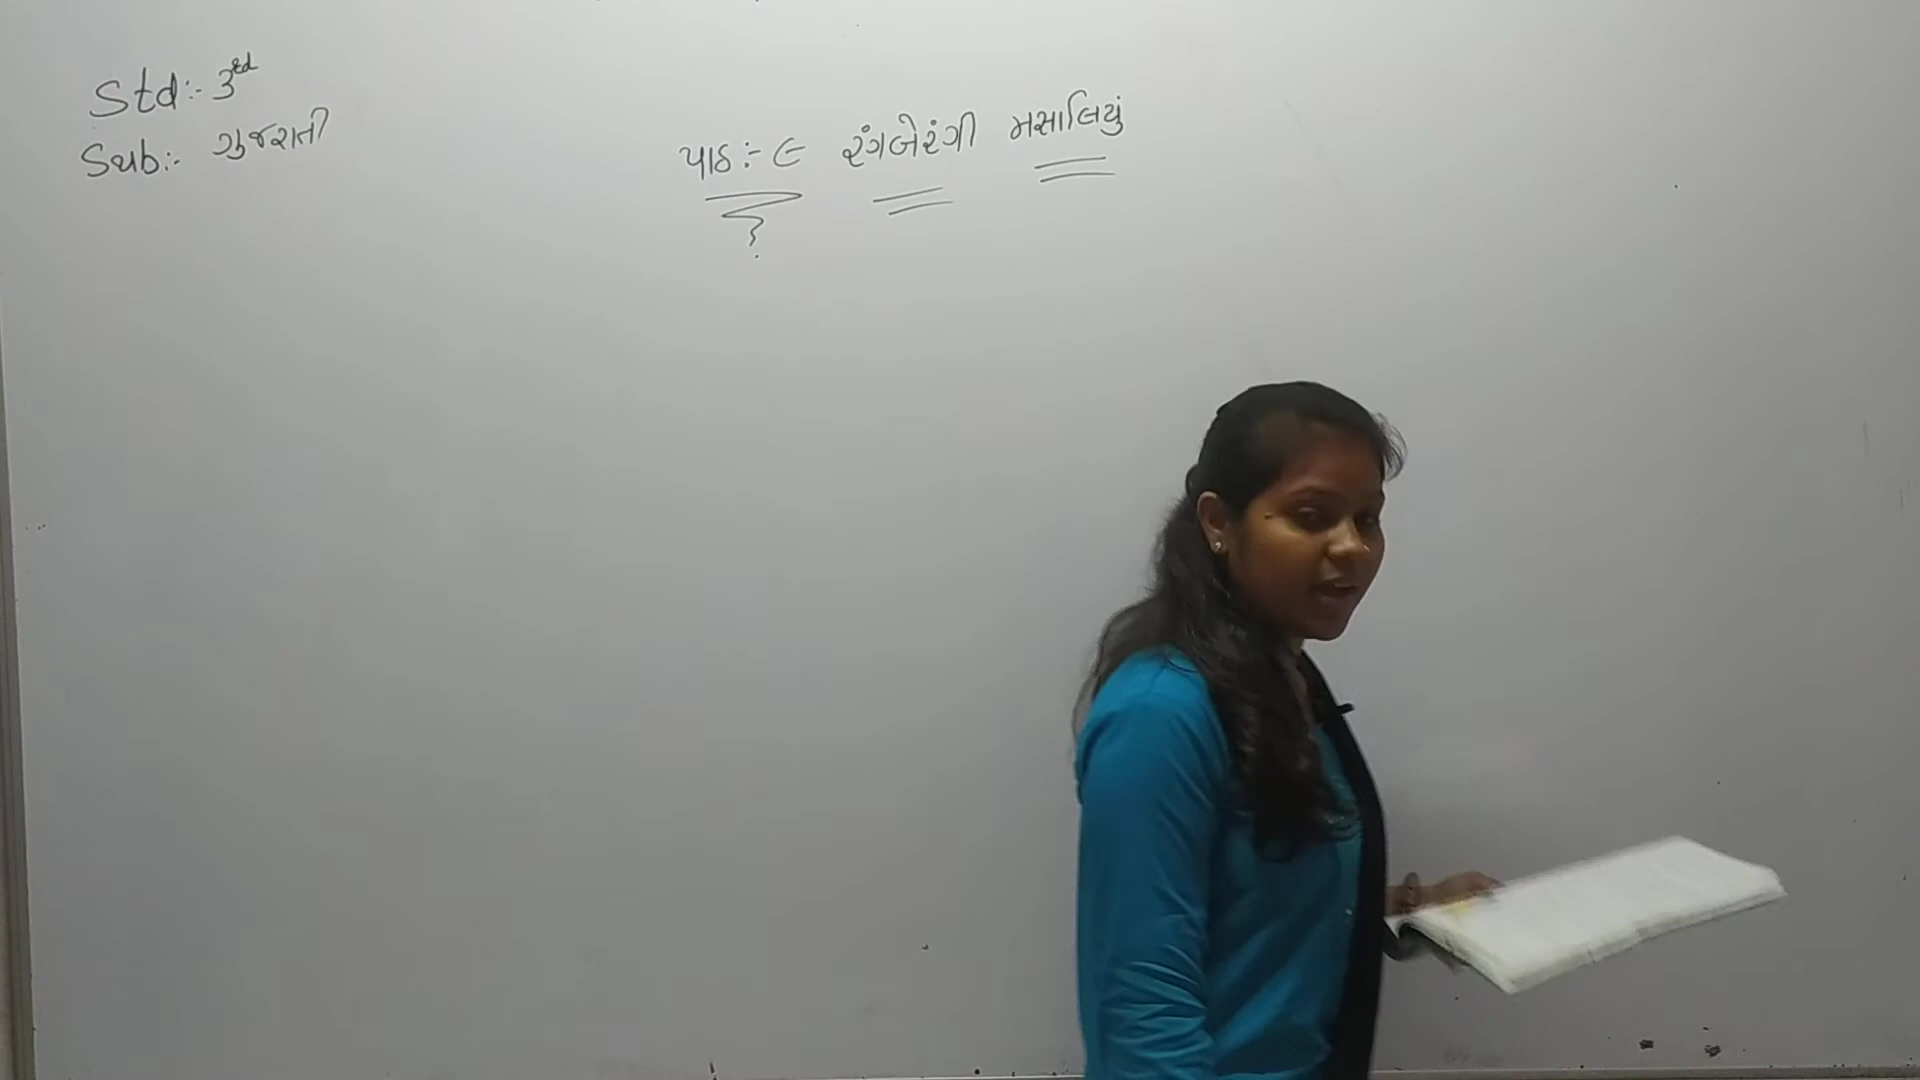 Std:- 3rd
Sub:- ગુજરાતી
પાઠ:- ૯ રંગબેરંગી મસાલિયું